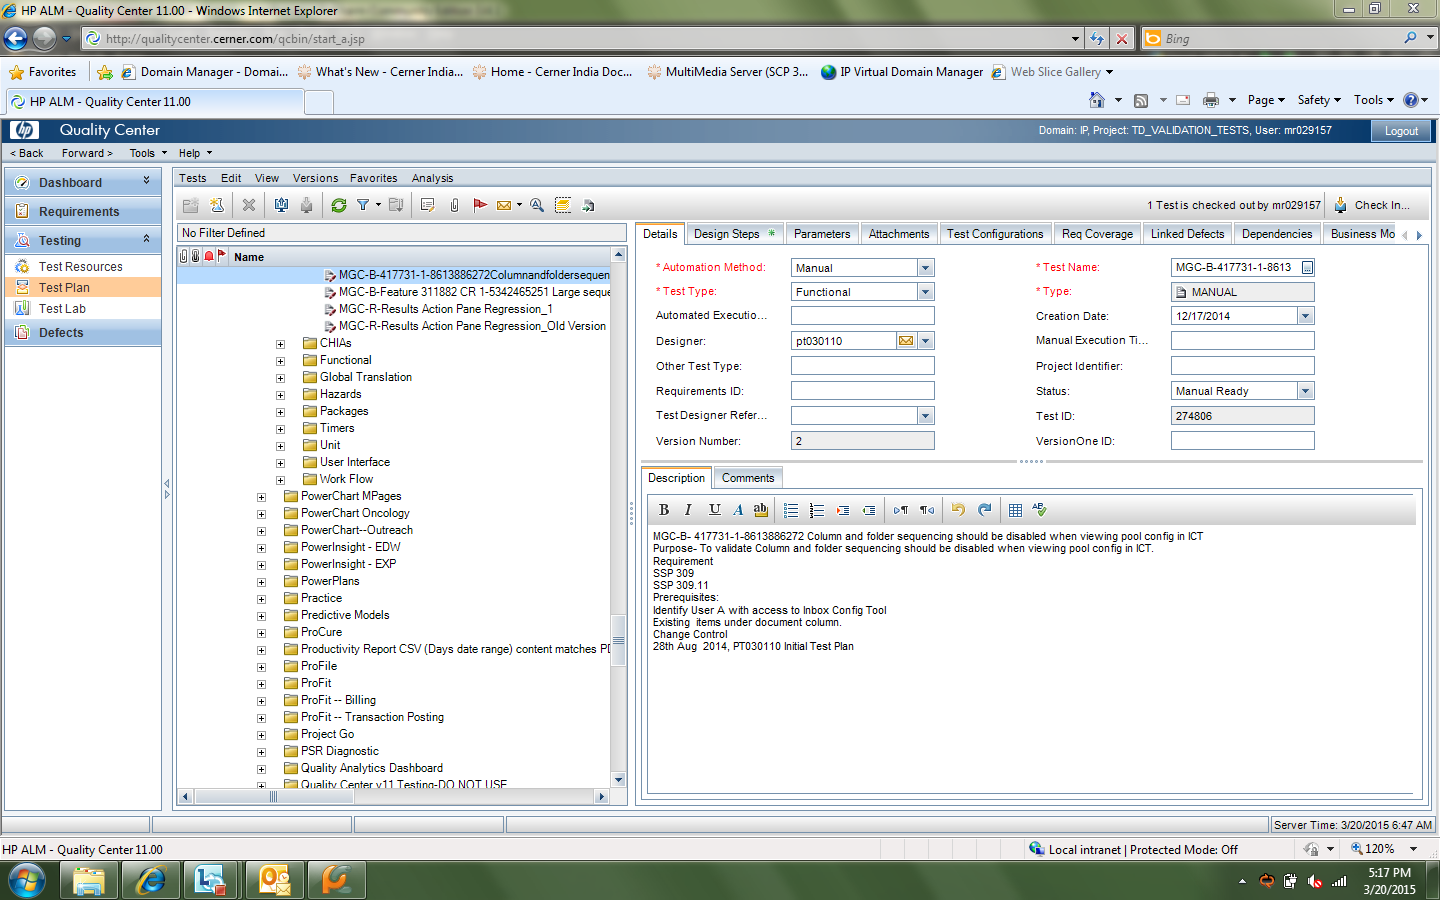 HP ALM - Quality Center 11.00 - Windows Internet Explorer
http://qualitycenter.cerner.com/qcbin/start_a.jsp
Bing
Favorites
Domain Manager - Domai...
What's New - Cerner India...
Home - Cerner India Doc...
MultiMedia Server (SCP 3...
IP Virtual Domain Manager
Web Slice Gallery
HP ALM - Quality Center 11.00
Page
Safety
Tools
hp
Quality Center
Domain: IP, Project: TD_VALIDATION_TESTS, User: mr029157
Logout
< Back
Forward >
Tools
Help
Dashboard
Requirements
Testing
Test Resources
Test Plan
Test Lab
Defects
Tests
Edit
View
Versions
Favorites
Analysis
1 Test is checked out by mr029157
Check In...
No Filter Defined
Name
MGC-B-417731-1-8613886272Columnandfoldersequen
MGC-B-Feature 311882 CR 1-5342465251 Large seque
MGC-R-Results Action Pane Regression_1
MGC-R-Results Action Pane Regression_Old Version
CHIAs
Functional
Global Translation
Hazards
Packages
Timers
Unit
User Interface
Work Flow
PowerChart MPages
PowerChart Oncology
PowerChart--Outreach
PowerInsight - EDW
PowerInsight - EXP
PowerPlans
Practice
Predictive Models
ProCure
Productivity Report CSV (Days date range) content matches PD
ProFile
ProFit
ProFit -- Billing
ProFit -- Transaction Posting
Project Go
PSR Diagnostic
Quality Analytics Dashboard
Quality Center v11 Testing-DO NOT USE
Details
Design Steps *
Parameters
Attachments
Test Configurations
Req Coverage
Linked Defects
Dependencies
Business Mo
* Automation Method: Manual
* Test Name: MGC-B-417731-1-8613 ...
* Test Type: Functional
* Type: MANUAL
Automated Executio...
Creation Date: 12/17/2014
Designer: pt030110
Manual Execution Ti...
Other Test Type:
Project Identifier:
Requirements ID:
Status: Manual Ready
Test Designer Refer...
Test ID: 274806
Version Number: 2
VersionOne ID:
Description
Comments
B I U A ab
MGC-B- 417731-1-8613886272 Column and folder sequencing should be disabled when viewing pool config in ICT
Purpose- To validate Column and folder sequencing should be disabled when viewing pool config in ICT.
Requirement
SSP 309
SSP 309.11
Prerequisites:
Identify User A with access to Inbox Config Tool
Existing items under document column.
Change Control
28th Aug 2014, PT030110 Initial Test Plan
Server Time: 3/20/2015 6:47 AM
HP ALM - Quality Center 11.00
Local intranet | Protected Mode: Off
120%
5:17 PM
3/20/2015